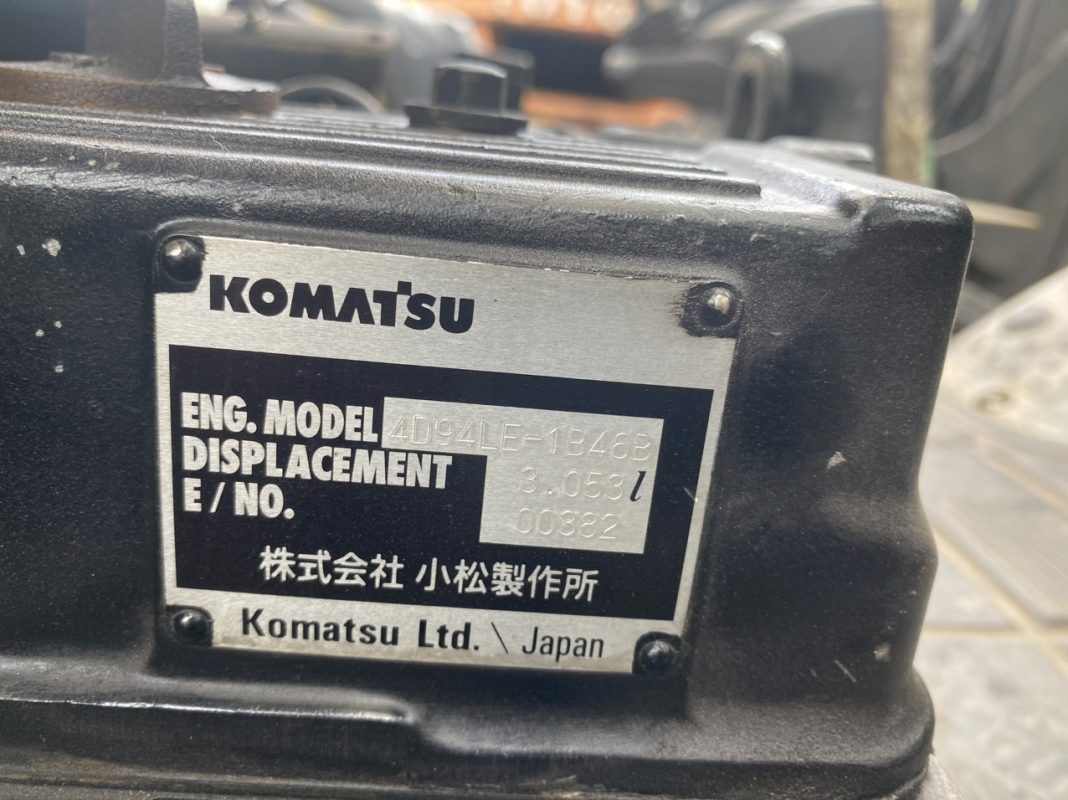 KOMATSU
ENG. MODEL 4D94LE-1B46B
DISPLACEMENT 3.053 l
E / NO. 00382
株式会社 小松製作所
Komatsu Ltd. \ Japan